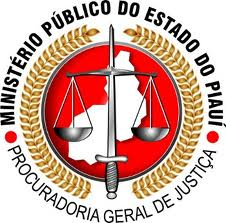 MINISTÉRIO PÚBLICO DO ESTADO DO PIAUÍ
PROCURADORIA GERAL DE JUSTIÇA